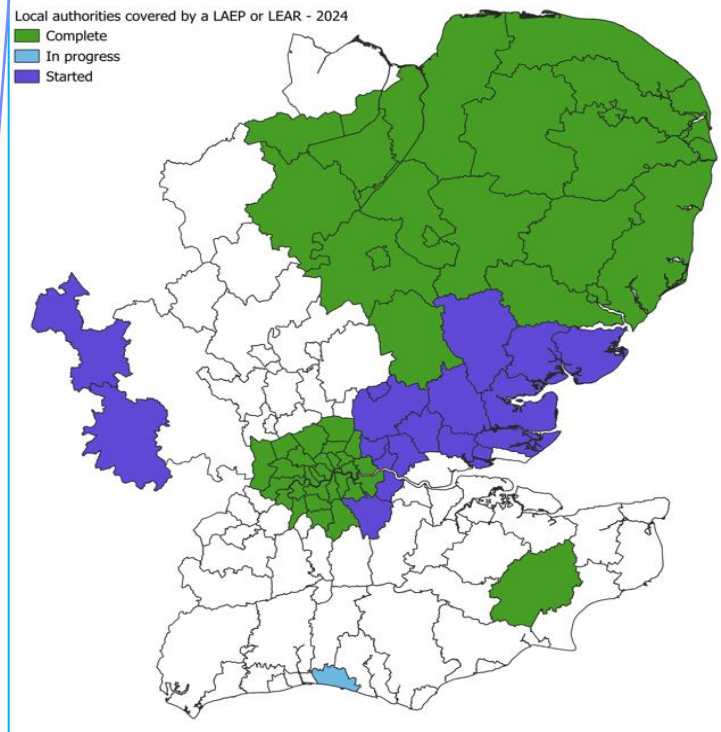 Local authorities covered by a LAEP or LEAR - 2024
Complete
In progress
Started